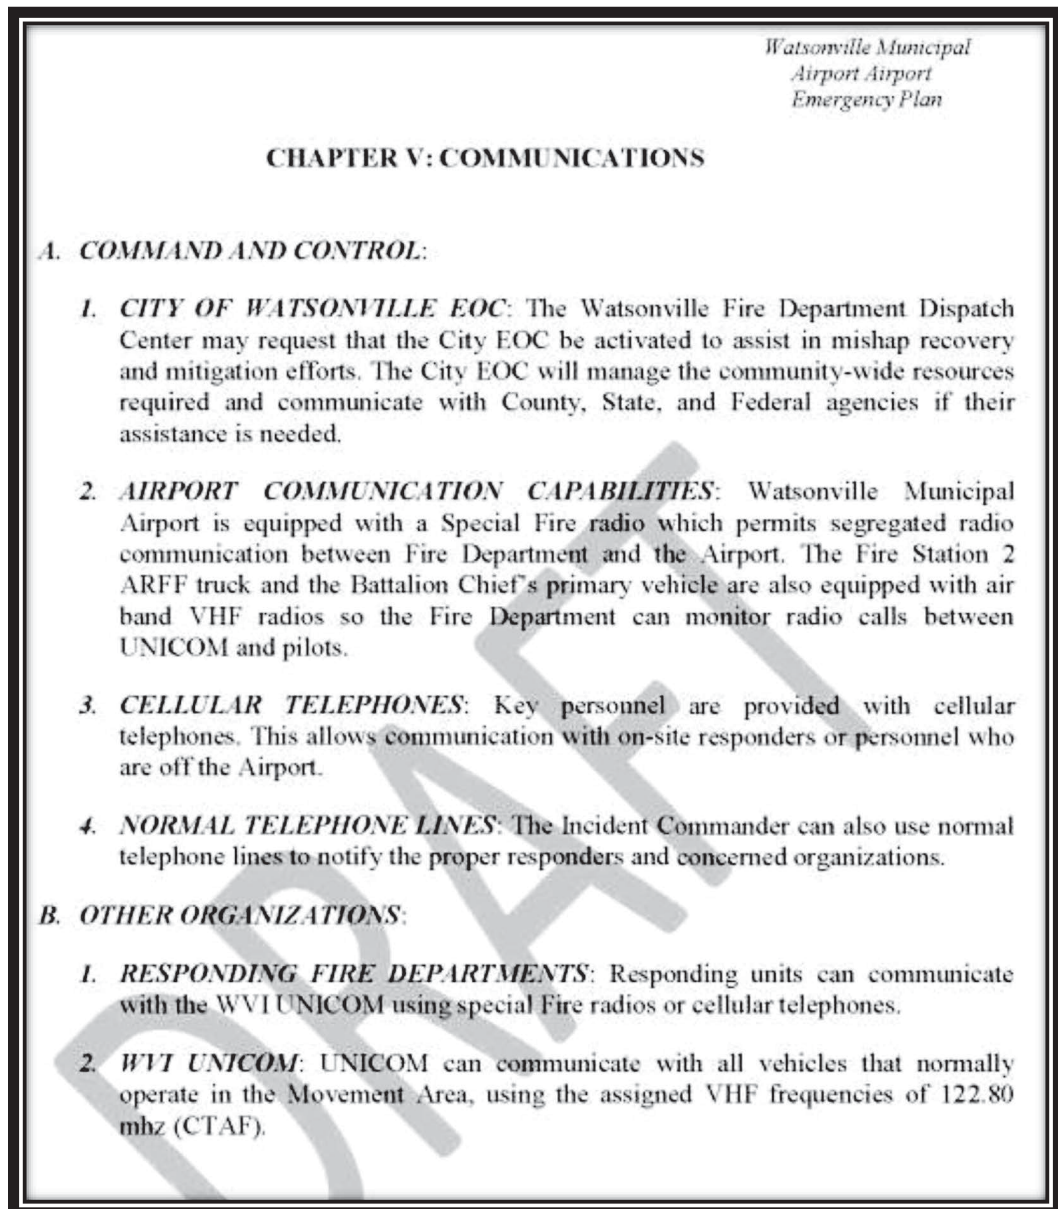 Watsonville Municipal
Airport Airport
Emergency Plan
CHAPTER V: COMMUNICATIONS
A. COMMAND AND CONTROL:
1. CITY OF WATSONVILLE EOC: The Watsonville Fire Department Dispatch
Center may request that the City EOC be activated to assist in mishap recovery
and mitigation efforts. The City EOC will manage the community-wide resources
required and communicate with County, State, and Federal agencies if their
assistance is needed.
2. AIRPORT COMMUNICATION CAPABILITIES: Watsonville Municipal
Airport is equipped with a Special Fire radio which permits segregated radio
communication between Fire Department and the Airport. The Fire Station 2
ARFF truck and the Battalion Chief's primary vehicle are also equipped with air
band VHF radios so the Fire Department can monitor radio calls between
UNICOM and pilots.
3. CELLULAR TELEPHONES: Key personnel are provided with cellular
telephones. This allows communication with on-site responders or personnel who
are off the Airport.
4. NORMAL TELEPHONE LINES: The Incident Commander can also use normal
telephone lines to notify the proper responders and concerned organizations.
B. OTHER ORGANIZATIONS:
1. RESPONDING FIRE DEPARTMENTS: Responding units can communicate
with the WVI UNICOM using special Fire radios or cellular telephones.
2. WVI UNICOM: UNICOM can communicate with all vehicles that normally
operate in the Movement Area, using the assigned VHF frequencies of 122.80
mhz (CTAF).
DRAFT